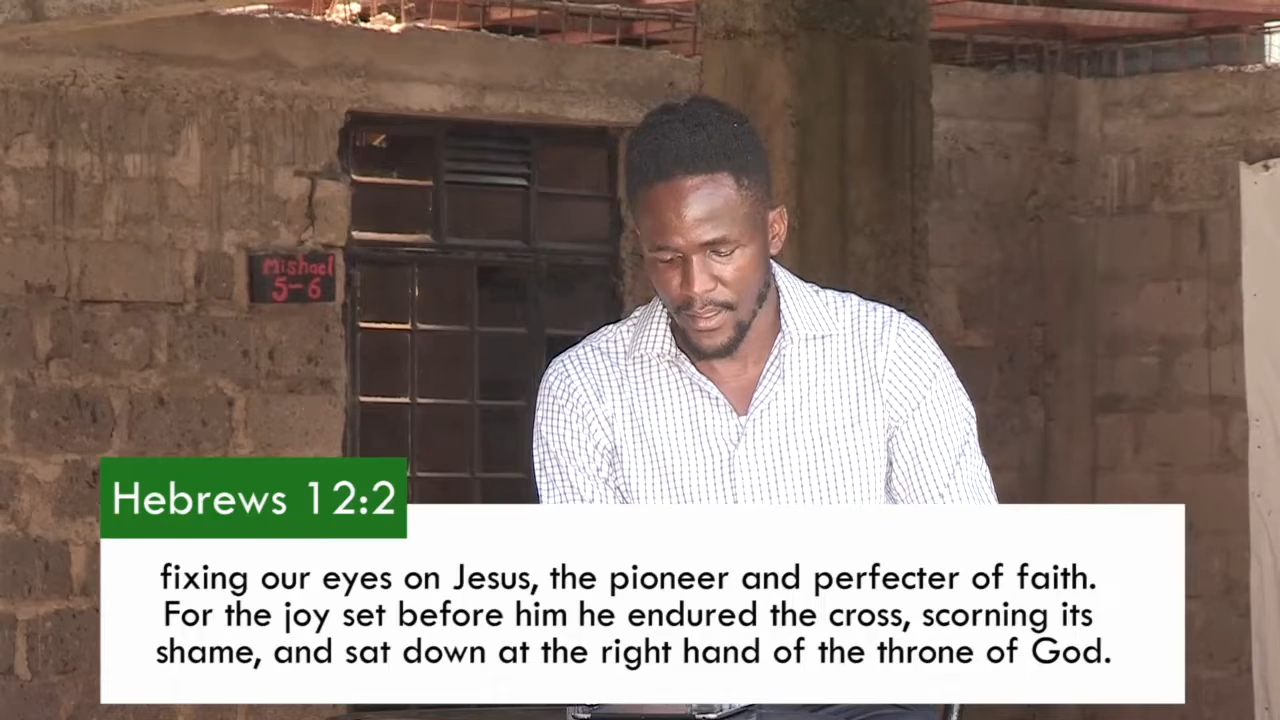 Mishael
5-6
Hebrews 12:2
fixing our eyes on Jesus, the pioneer and perfecter of faith.
For the joy set before him he endured the cross, scorning its
shame, and sat down at the right hand of the throne of God.